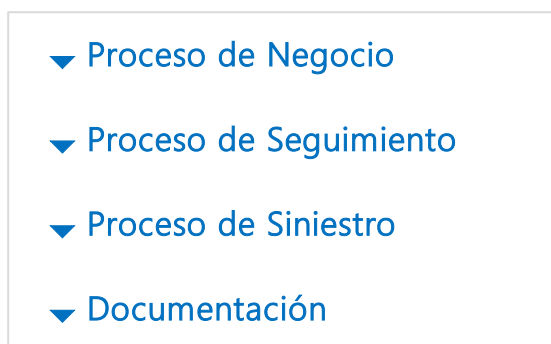 Proceso de Negocio
Proceso de Seguimiento
Proceso de Siniestro
Documentación